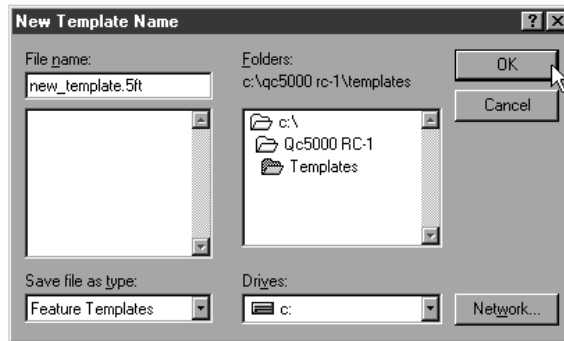 New Template Name
File name:
new_template.5ft
Folders:
c:\qc5000 rc-1\templates
c:\
Qc5000 RC-1
Templates
OK
Cancel
Save file as type:
Feature Templates
Drives:
c:
Network...